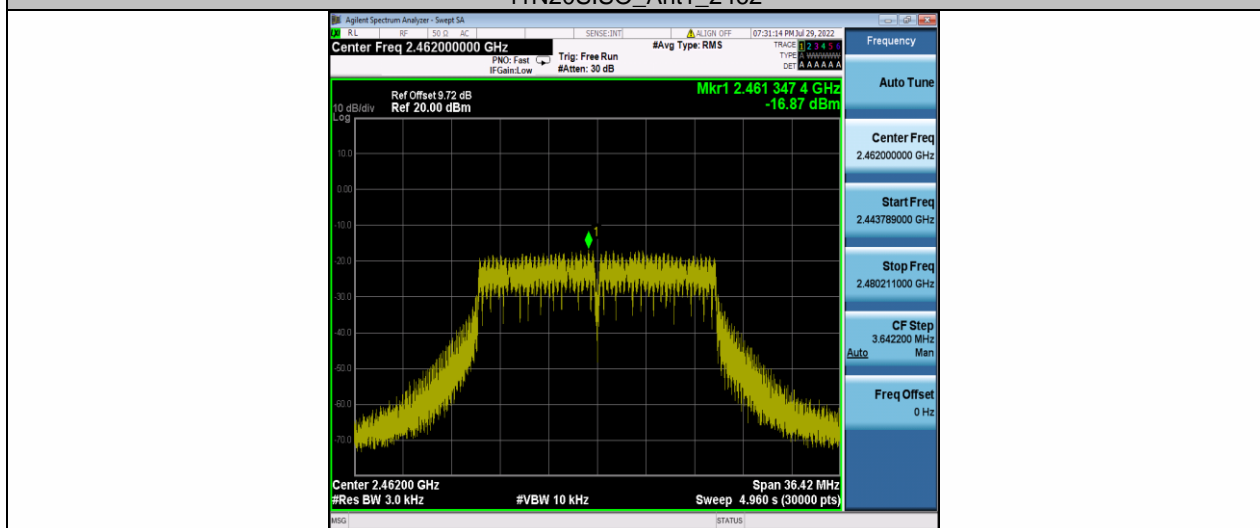 Agilent Spectrum Analyzer - Swept SA
RL RF 50 Ω AC SENSE:INT ALIGN OFF 07:31:14 PM Jul 29, 2022
Center Freq 2.462000000 GHz #Avg Type: RMS TRACE 1 2 3 4 5 6
PNO: Fast Trig: Free Run TYPE
IFGain:Low #Atten: 30 dB DET A A A A A A
Mkr1 2.461 347 4 GHz
-16.87 dBm
Ref Offset 9.72 dB
10 dB/div Ref 20.00 dBm
Log
10.0
0.00
-10.0
-20.0
-30.0
-40.0
-50.0
-60.0
-70.0
1
Center 2.46200 GHz Span 36.42 MHz
#Res BW 3.0 kHz #VBW 10 kHz Sweep 4.960 s (30000 pts)
MSG STATUS
Frequency
Auto Tune
Center Freq
2.462000000 GHz
Start Freq
2.443789000 GHz
Stop Freq
2.480211000 GHz
CF Step
3.642200 MHz
Auto Man
Freq Offset
0 Hz